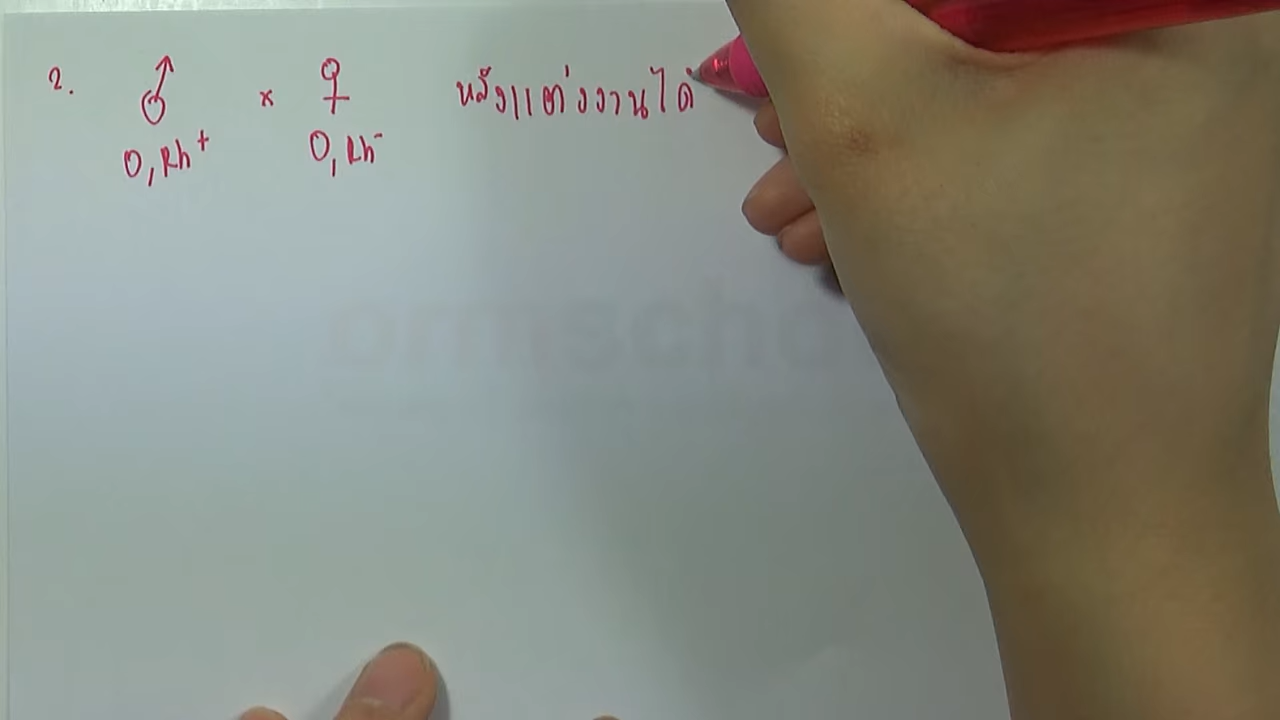 2. ♂ × ♀ หลังแต่งงานได้
O, Rh+ O, Rh-